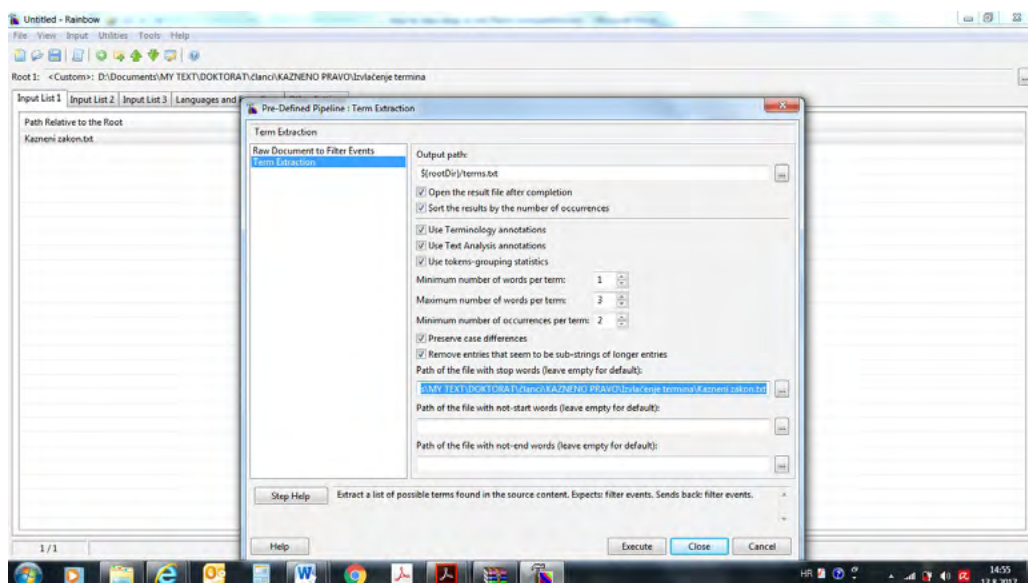 Untitled - Rainbow
File View Input Utilities Tools Help
Root 1: <Custom>: D:\Documents\MY TEXT\DOKTORAT\članci\KAZNENO PRAVO\Izvlačenje termina
Input List 1 Input List 2 Input List 3 Languages and
Path Relative to the Root
Kazneni zakon.txt
Pre-Defined Pipeline : Term Extraction
Term Extraction
Raw Document to Filter Events
Term Extraction
Output path:
${rootDir}/terms.txt
...
Open the result file after completion
Sort the results by the number of occurrences
Use Terminology annotations
Use Text Analysis annotations
Use tokens-grouping statistics
Minimum number of words per term: 1
Maximum number of words per term: 3
Minimum number of occurrences per term: 2
Preserve case differences
Remove entries that seem to be sub-strings of longer entries
Path of the file with stop words (leave empty for default):
s\MY TEXT\DOKTORAT\članci\KAZNENO PRAVO\Izvlačenje termina\Kazneni zakon.txt
...
Path of the file with not-start words (leave empty for default):
...
Path of the file with not-end words (leave empty for default):
...
Step Help Extract a list of possible terms found in the source content. Expects: filter events. Sends back: filter events.
Help Execute Close Cancel
1 / 1
HR 14:55